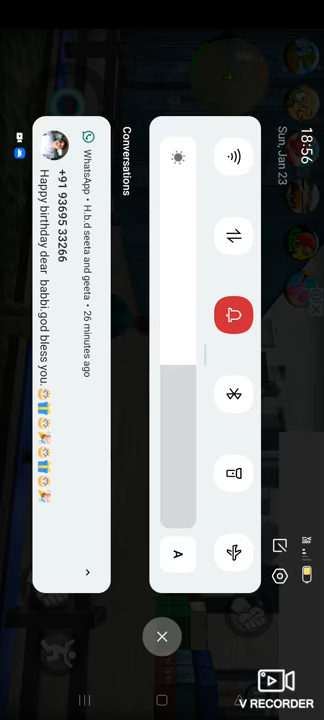 18:56
Sun, Jan 23
A
Conversations
WhatsApp • H.b.d seeta and geeta • 26 minutes ago
+91 93695 33266
Happy birthday dear babbi.god bless you.🎂🎁🎂🎉🎂🎁🎂🎉
V RECORDER